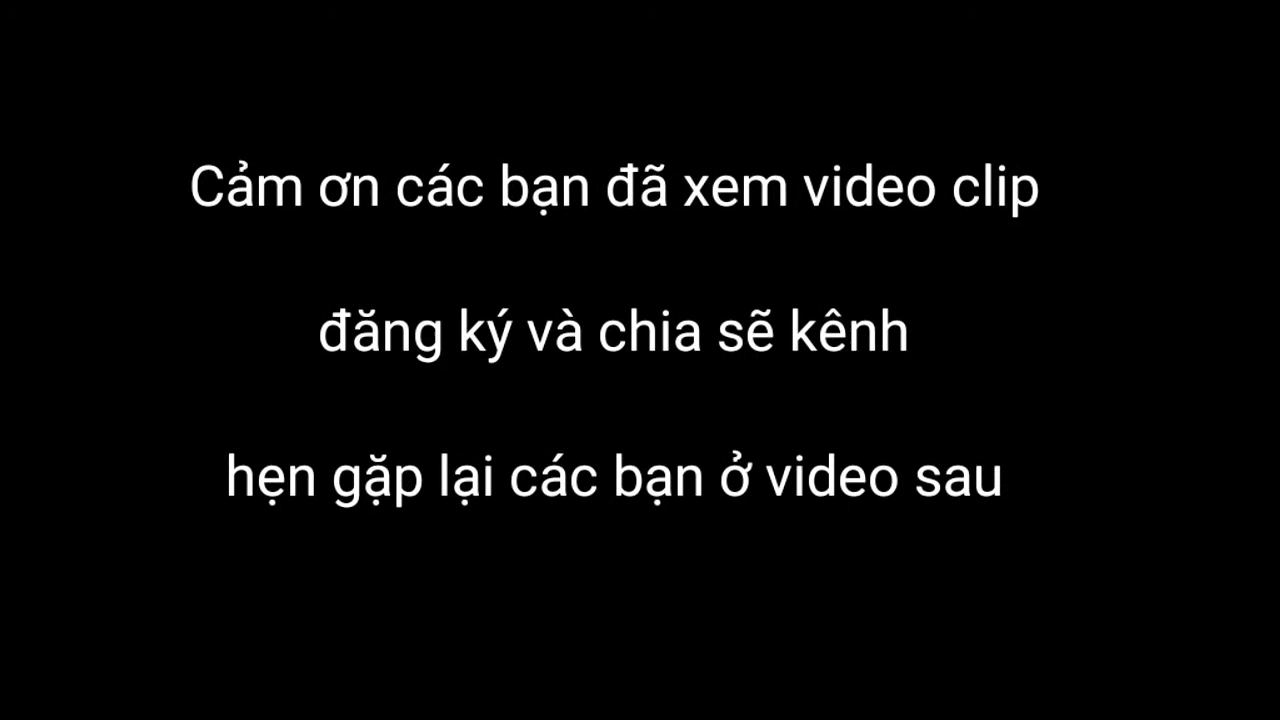 Cảm ơn các bạn đã xem video clip
đăng ký và chia sẽ kênh
hẹn gặp lại các bạn ở video sau